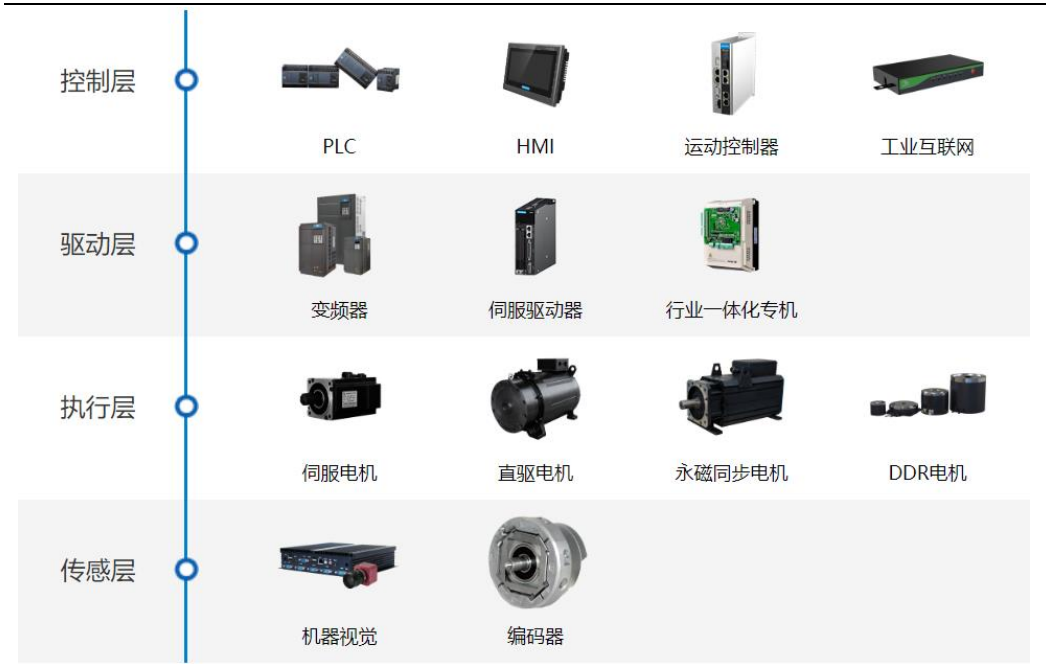 控制层
PLC
HMI
运动控制器
工业互联网
驱动层
变频器
伺服驱动器
行业一体化专机
执行层
伺服电机
直驱电机
永磁同步电机
DDR电机
传感层
机器视觉
编码器